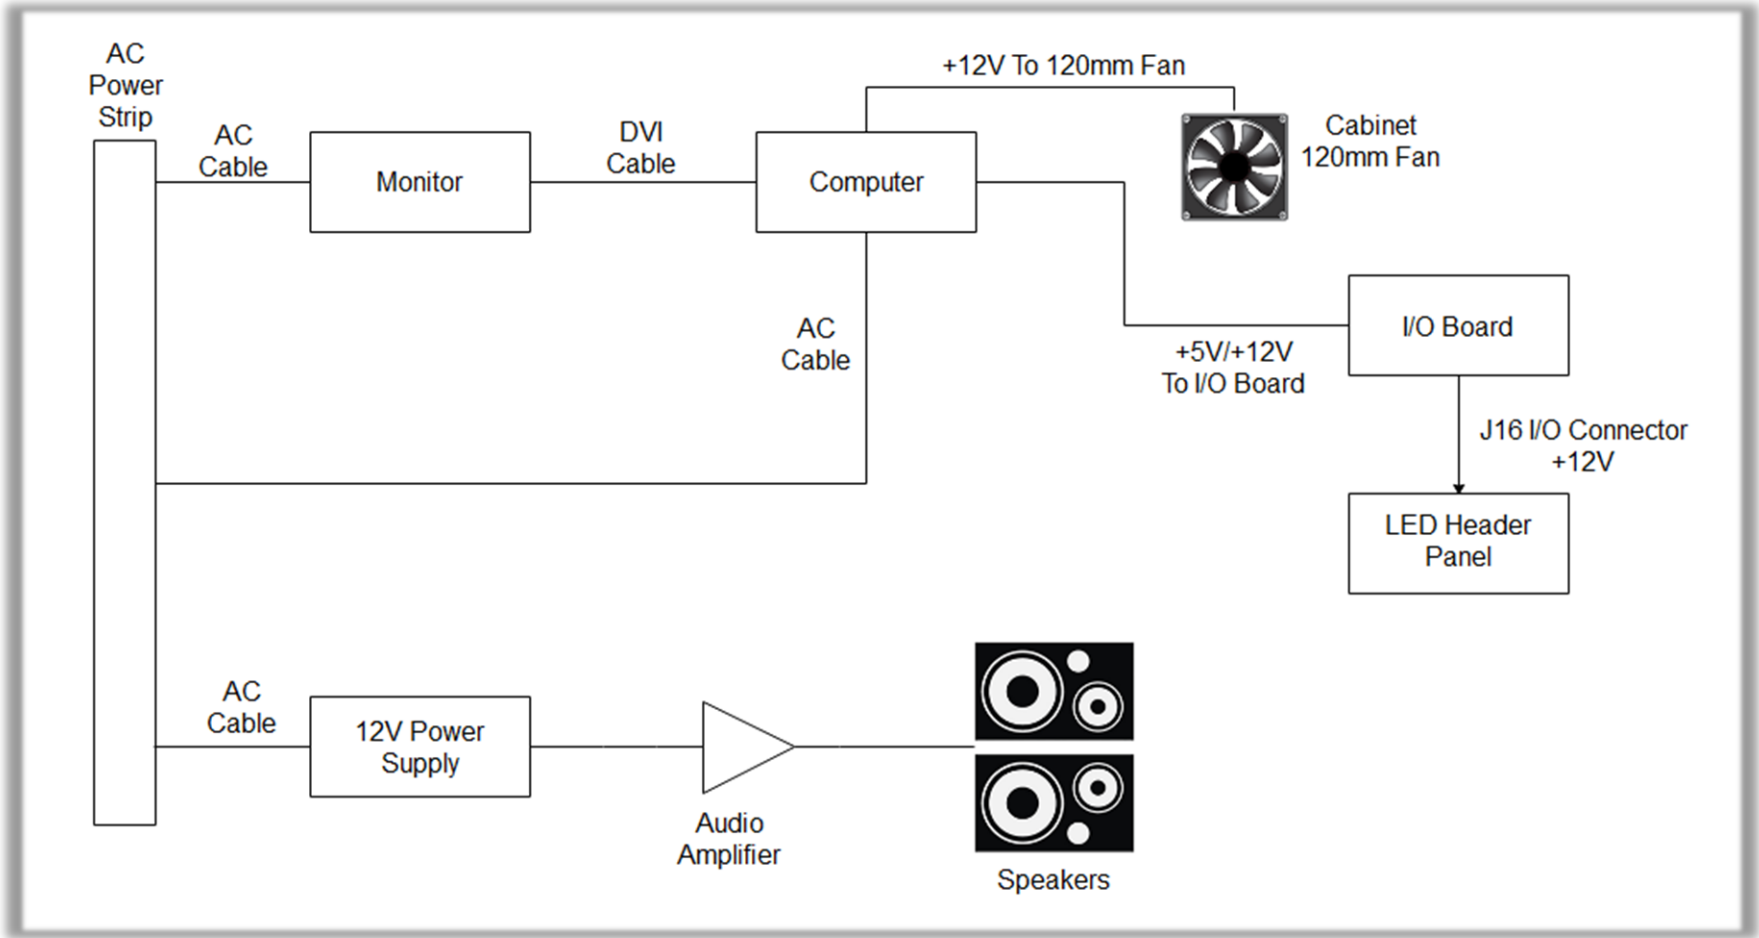 AC
Power
Strip
AC
Cable
Monitor
DVI
Cable
Computer
+12V To 120mm Fan
Cabinet
120mm Fan
AC
Cable
+5V/+12V
To I/O Board
I/O Board
J16 I/O Connector
+12V
LED Header
Panel
AC
Cable
12V Power
Supply
Audio
Amplifier
Speakers